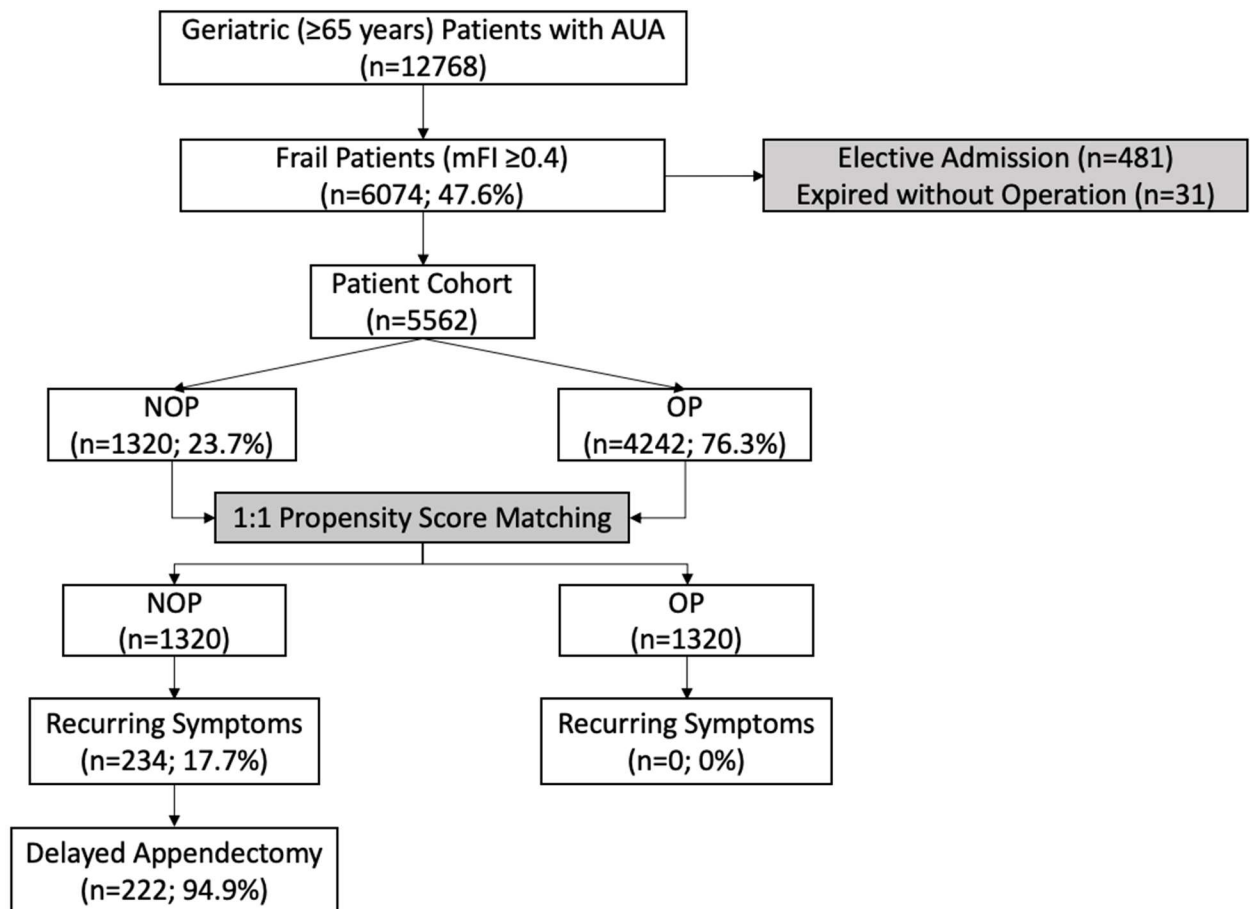 Geriatric (≥65 years) Patients with AUA
(n=12768)
Frail Patients (mFI ≥0.4)
(n=6074; 47.6%)
Elective Admission (n=481)
Expired without Operation (n=31)
Patient Cohort
(n=5562)
NOP
(n=1320; 23.7%)
OP
(n=4242; 76.3%)
1:1 Propensity Score Matching
NOP
(n=1320)
OP
(n=1320)
Recurring Symptoms
(n=234; 17.7%)
Recurring Symptoms
(n=0; 0%)
Delayed Appendectomy
(n=222; 94.9%)